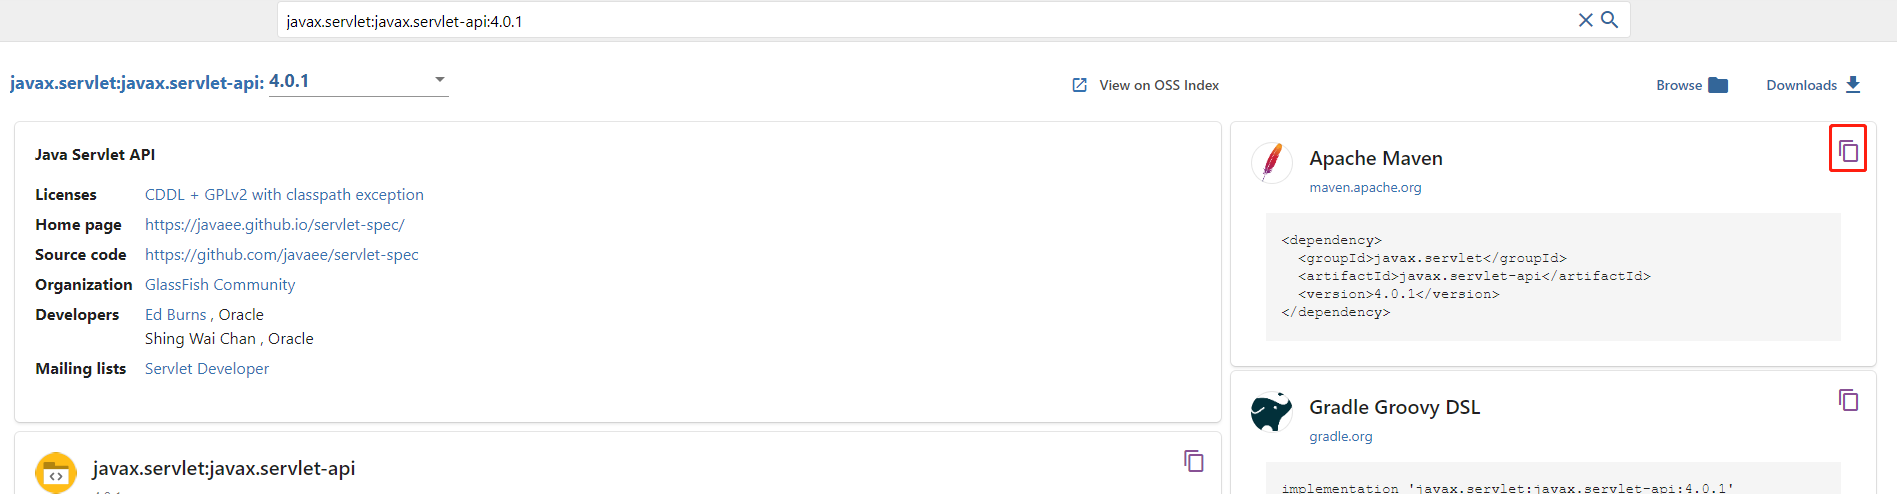 javax.servlet:javax.servlet-api:4.0.1
javax.servlet:javax.servlet-api: 4.0.1
View on OSS Index
Browse
Downloads
Java Servlet API
Licenses CDDL + GPLv2 with classpath exception
Home page https://javaee.github.io/servlet-spec/
Source code https://github.com/javaee/servlet-spec
Organization GlassFish Community
Developers Ed Burns , Oracle
Shing Wai Chan , Oracle
Mailing lists Servlet Developer
javax.servlet:javax.servlet-api
Apache Maven
maven.apache.org
<dependency>
  <groupId>javax.servlet</groupId>
  <artifactId>javax.servlet-api</artifactId>
  <version>4.0.1</version>
</dependency>
Gradle Groovy DSL
gradle.org
implementation 'javax.servlet:javax.servlet-api:4.0.1'